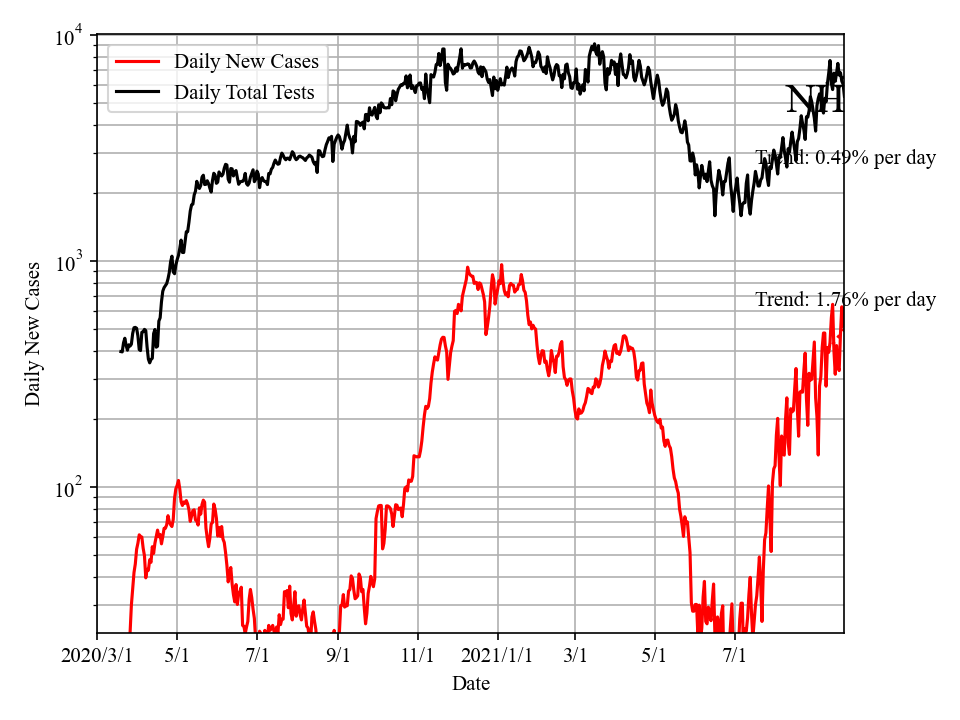 10^4
Daily New Cases
Daily Total Tests
NH
Trend: 0.49% per day
10^3
Trend: 1.76% per day
Daily New Cases
10^2
2020/3/1 5/1 7/1 9/1 11/1 2021/1/1 3/1 5/1 7/1
Date